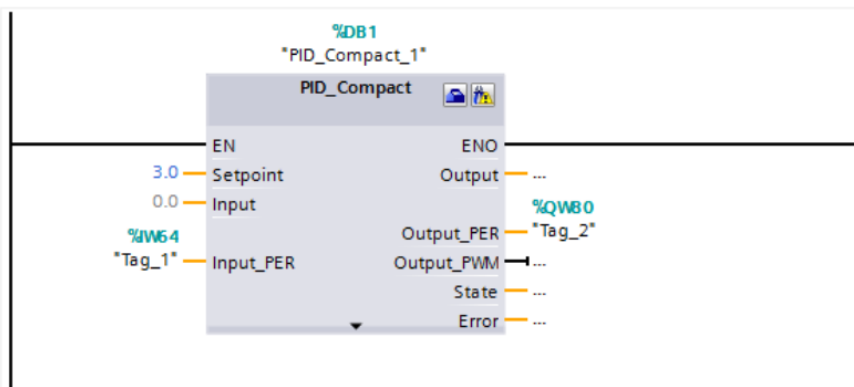 %DB1
"PID_Compact_1"
PID_Compact
EN ENO
3.0 Setpoint Output ...
0.0 Input
%QW80
%IW64 Output_PER "Tag_2"
"Tag_1" Input_PER Output_PWM ...
State ...
Error ...